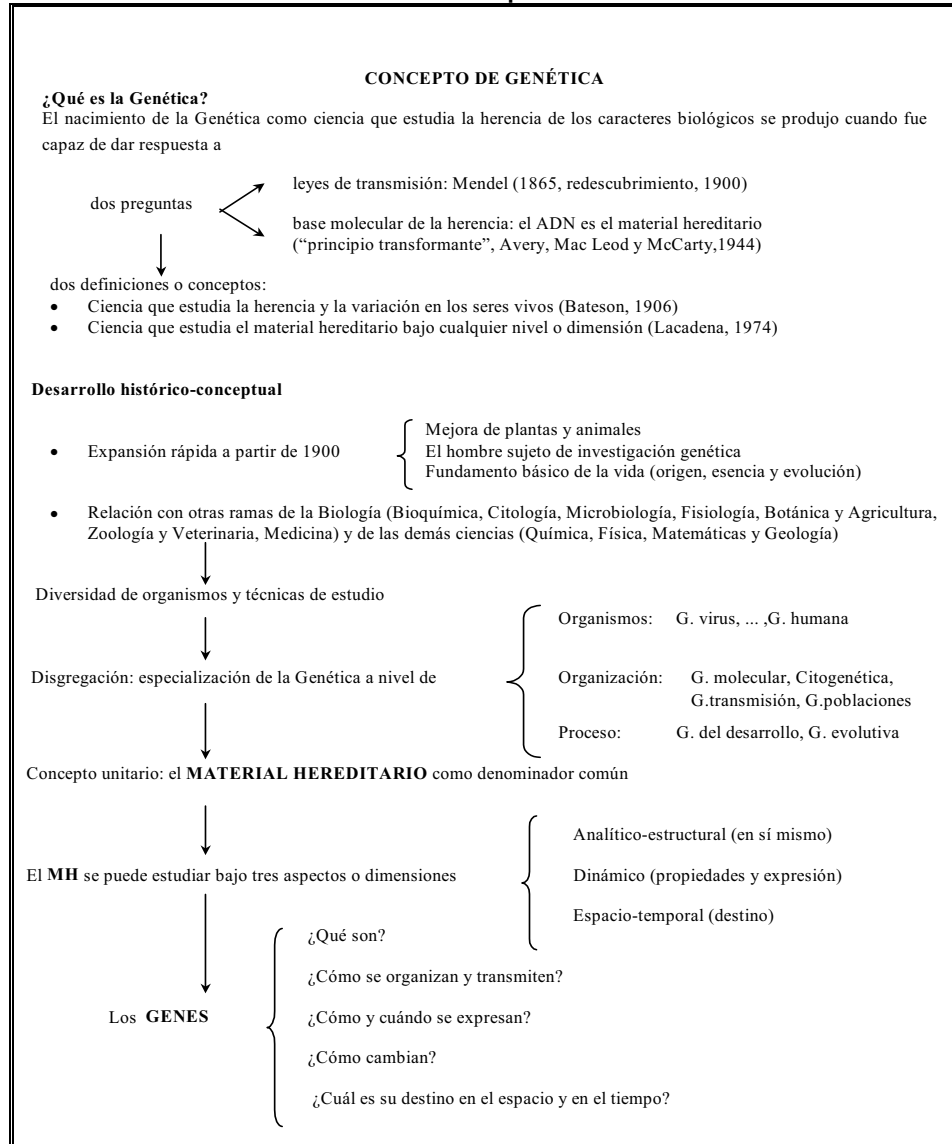 CONCEPTO DE GENÉTICA
¿Qué es la Genética?
El nacimiento de la Genética como ciencia que estudia la herencia de los caracteres biológicos se produjo cuando fue
capaz de dar respuesta a
dos preguntas
leyes de transmisión: Mendel (1865, redescubrimiento, 1900)
base molecular de la herencia: el ADN es el material hereditario
(“principio transformante”, Avery, Mac Leod y McCarty,1944)
dos definiciones o conceptos:
• Ciencia que estudia la herencia y la variación en los seres vivos (Bateson, 1906)
• Ciencia que estudia el material hereditario bajo cualquier nivel o dimensión (Lacadena, 1974)
Desarrollo histórico-conceptual
• Expansión rápida a partir de 1900
Mejora de plantas y animales
El hombre sujeto de investigación genética
Fundamento básico de la vida (origen, esencia y evolución)
• Relación con otras ramas de la Biología (Bioquímica, Citología, Microbiología, Fisiología, Botánica y Agricultura,
Zoología y Veterinaria, Medicina) y de las demás ciencias (Química, Física, Matemáticas y Geología)
Diversidad de organismos y técnicas de estudio
Disgregación: especialización de la Genética a nivel de
Organismos: G. virus, ... ,G. humana
Organización: G. molecular, Citogenética,
G.transmisión, G.poblaciones
Proceso: G. del desarrollo, G. evolutiva
Concepto unitario: el MATERIAL HEREDITARIO como denominador común
El MH se puede estudiar bajo tres aspectos o dimensiones
Analítico-estructural (en sí mismo)
Dinámico (propiedades y expresión)
Espacio-temporal (destino)
Los GENES
¿Qué son?
¿Cómo se organizan y transmiten?
¿Cómo y cuándo se expresan?
¿Cómo cambian?
¿Cuál es su destino en el espacio y en el tiempo?